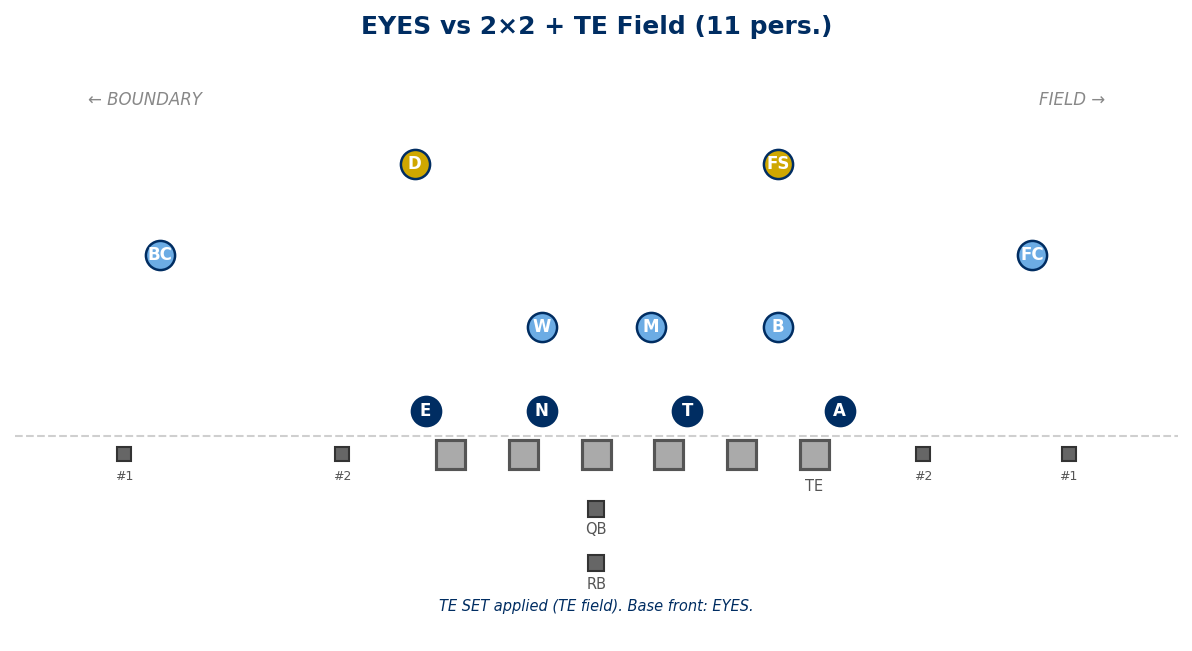 EYES vs 2×2 + TE Field (11 pers.)
← BOUNDARY
FIELD →
D
FS
BC
FC
W
M
B
E
N
T
A
#1
#2
TE
#2
#1
QB
RB
TE SET applied (TE field). Base front: EYES.